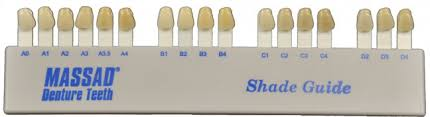 A0 A1 A2 A3 A3.5 A4 B1 B2 B3 B4 C1 C2 C3 C4 D2 D3 D4
MASSAD® Shade Guide
Denture Teeth